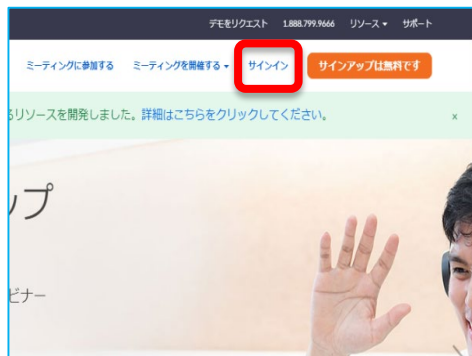 デモをリクエスト 1.888.799.9666 リソース サポート
ミーティングに参加する ミーティングを開催する サインイン サインアップは無料です
るリソースを開発しました。詳細はこちらをクリックしてください。 x
ップ
ビナー